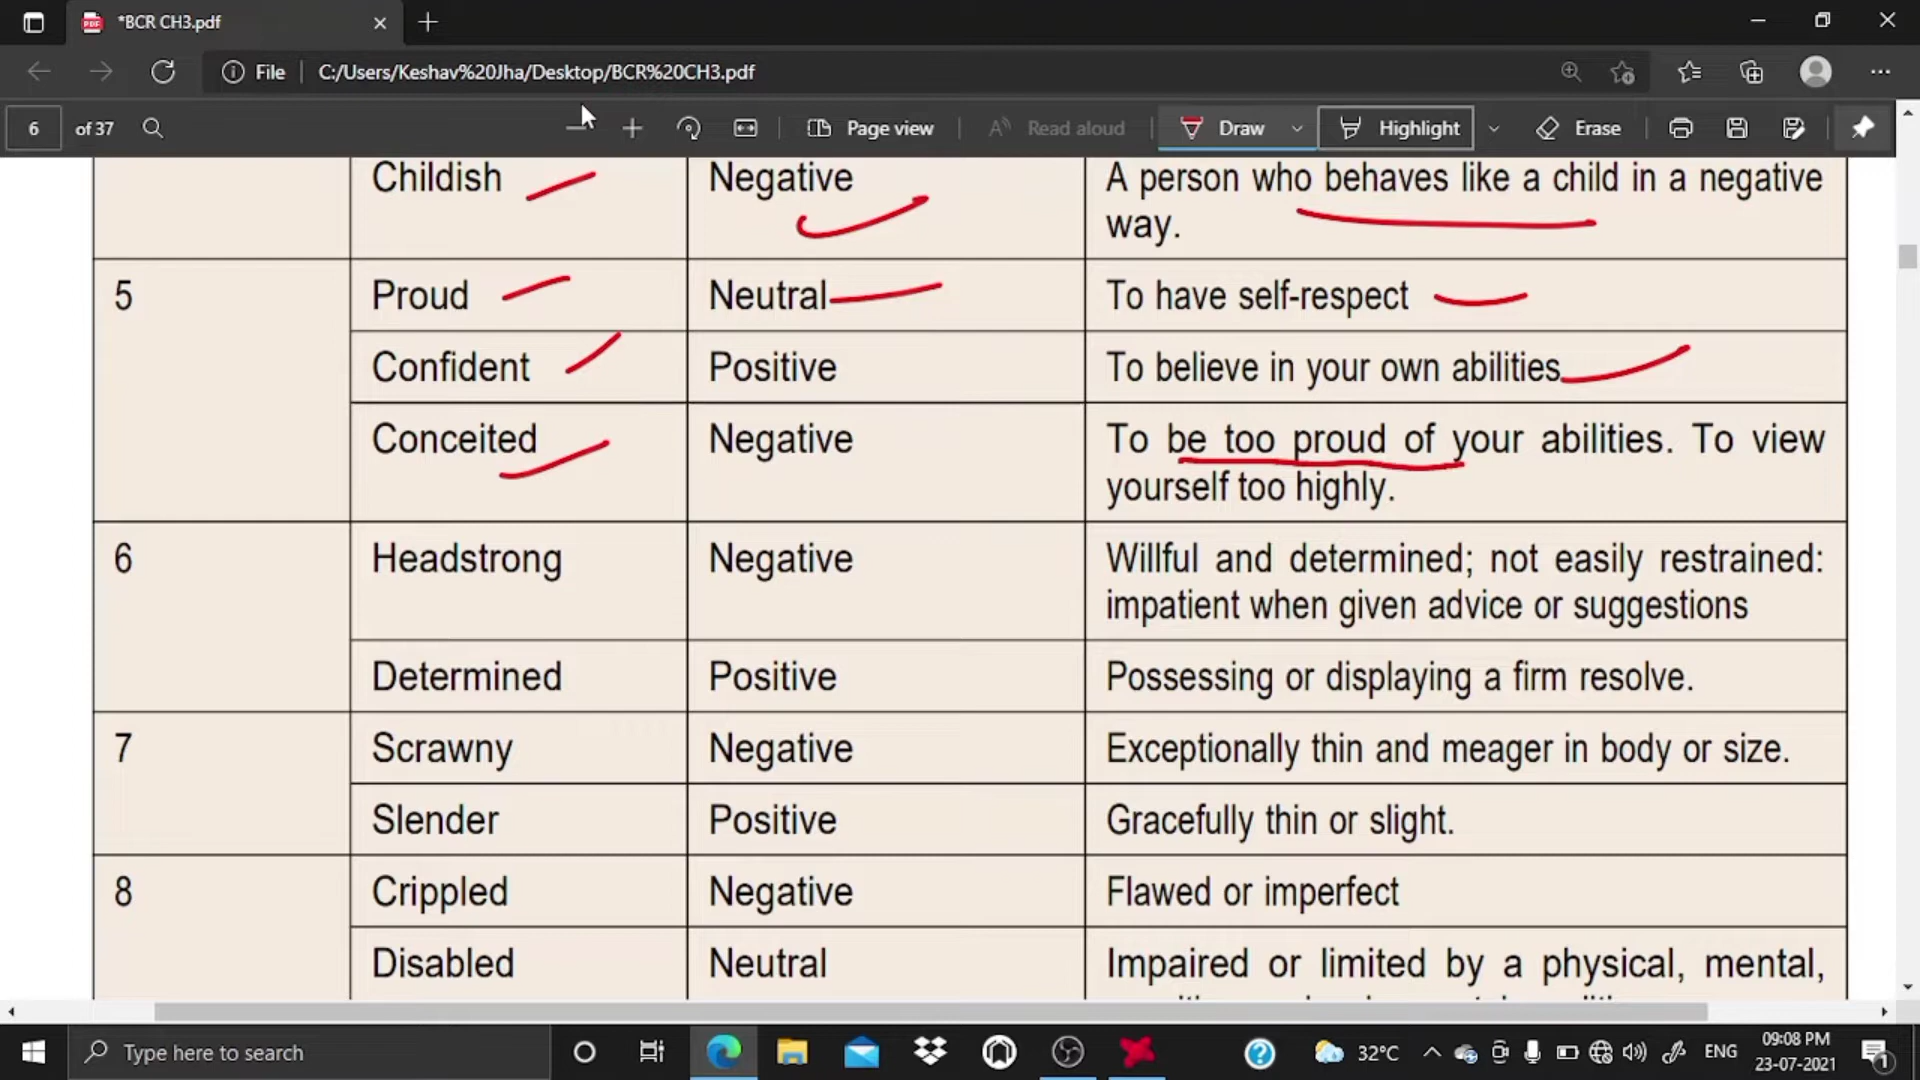 *BCR CH3.pdf
File C:/Users/Keshav%20Jha/Desktop/BCR%20CH3.pdf
6 of 37 Page view Read aloud Draw Highlight Erase
Childish Negative A person who behaves like a child in a negative
way.
5 Proud Neutral To have self-respect
Confident Positive To believe in your own abilities
Conceited Negative To be too proud of your abilities. To view
yourself too highly.
6 Headstrong Negative Willful and determined; not easily restrained:
impatient when given advice or suggestions
Determined Positive Possessing or displaying a firm resolve.
7 Scrawny Negative Exceptionally thin and meager in body or size.
Slender Positive Gracefully thin or slight.
8 Crippled Negative Flawed or imperfect
Disabled Neutral Impaired or limited by a physical, mental,
Type here to search 32°C ENG 09:08 PM
23-07-2021 1